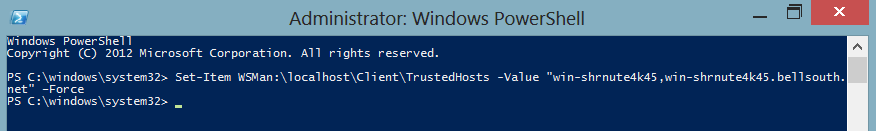 Administrator: Windows PowerShell
Windows PowerShell
Copyright (C) 2012 Microsoft Corporation. All rights reserved.
PS C:\windows\system32> Set-Item WSMan:\localhost\Client\TrustedHosts -Value "win-shrnute4k45,win-shrnute4k45.bellsouth.
net" -Force
PS C:\windows\system32> _